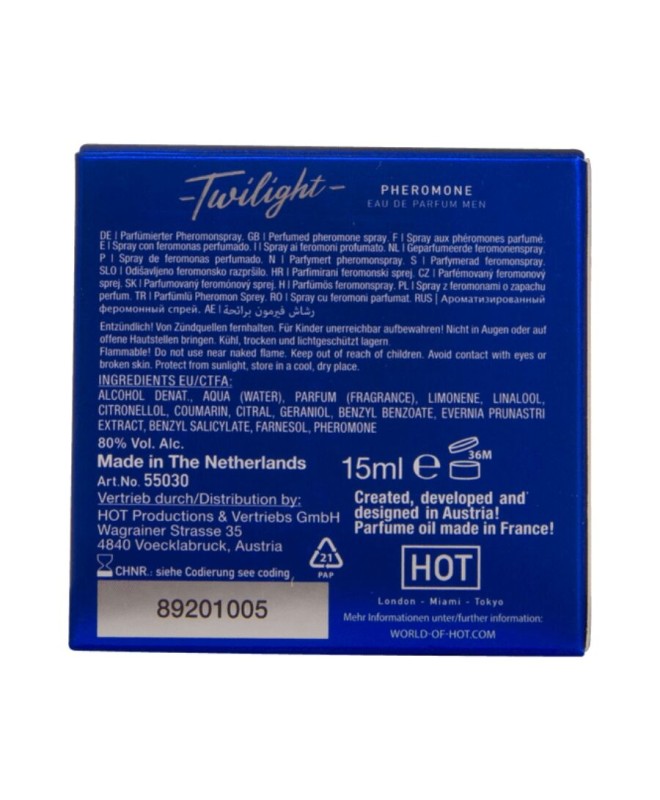 -Twilight-
PHEROMONE
EAU DE PARFUM MEN
DE | Parfümierter Pheromonspray. GB | Perfumed pheromone spray. F | Spray aux phéromones parfumé.
E | Spray con feromonas perfumado. I | Spray ai feromoni profumato. NL | Geparfumeerde feromonenspray.
P | Spray de feromonas perfumado. N | Parfymert pheromonspray. S | Parfymerad feromonspray.
SLO | Odišavljeno feromonsko razpršilo. HR | Parfimirani feromonski sprej. CZ | Parfémovaný feromonový
sprej. SK | Parfumovaný feromónový sprej. H | Parfümös feromonspray. PL | Spray z feromonami o zapachu
perfum. TR | Parfümlü Pheromon Sprey. RO | Spray cu feromoni parfumat. RUS | Ароматизированный
феромонный спрей. AE | رشاش فيرمون برائحة
Entzündlich! Von Zündquellen fernhalten. Für Kinder unerreichbar aufbewahren! Nicht in Augen oder auf
offene Hautstellen bringen. Kühl, trocken und lichtgeschützt lagern.
Flammable! Do not use near naked flame. Keep out of reach of children. Avoid contact with eyes or
broken skin. Protect from sunlight, store in a cool, dry place.
INGREDIENTS EU/CTFA:
ALCOHOL DENAT., AQUA (WATER), PARFUM (FRAGRANCE), LIMONENE, LINALOOL,
CITRONELLOL, COUMARIN, CITRAL, GERANIOL, BENZYL BENZOATE, EVERNIA PRUNASTRI
EXTRACT, BENZYL SALICYLATE, FARNESOL, PHEROMONE
80% Vol. Alc.
Made in The Netherlands
Art.No. 55030
Vertrieb durch/Distribution by:
HOT Productions & Vertriebs GmbH
Wagrainer Strasse 35
4840 Voecklabruck, Austria
CHNR.: siehe Codierung see coding
89201005
21
PAP
15ml e
36M
Created, developed and
designed in Austria!
Parfume oil made in France!
HOT
London - Miami - Tokyo
Mehr Informationen unter/further information:
WORLD-OF-HOT.COM